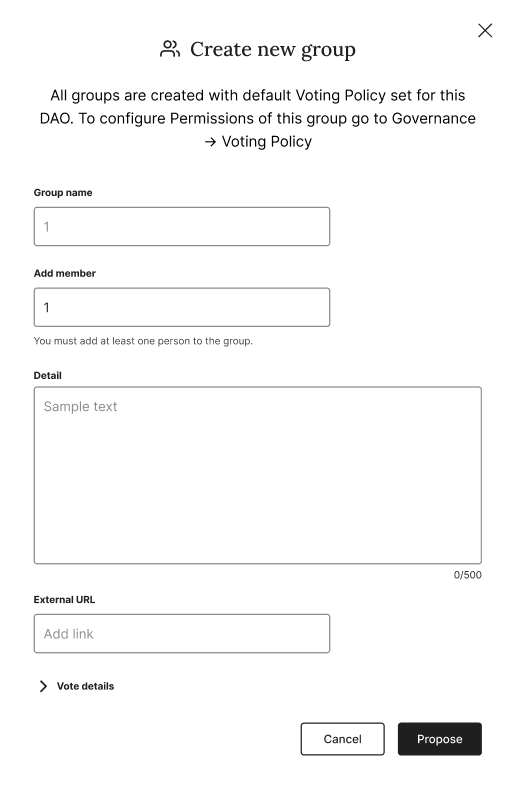 Create new group
All groups are created with default Voting Policy set for this
DAO. To configure Permissions of this group go to Governance
→ Voting Policy
Group name
1
Add member
1
You must add at least one person to the group.
Detail
Sample text
0/500
External URL
Add link
Vote details
Cancel
Propose